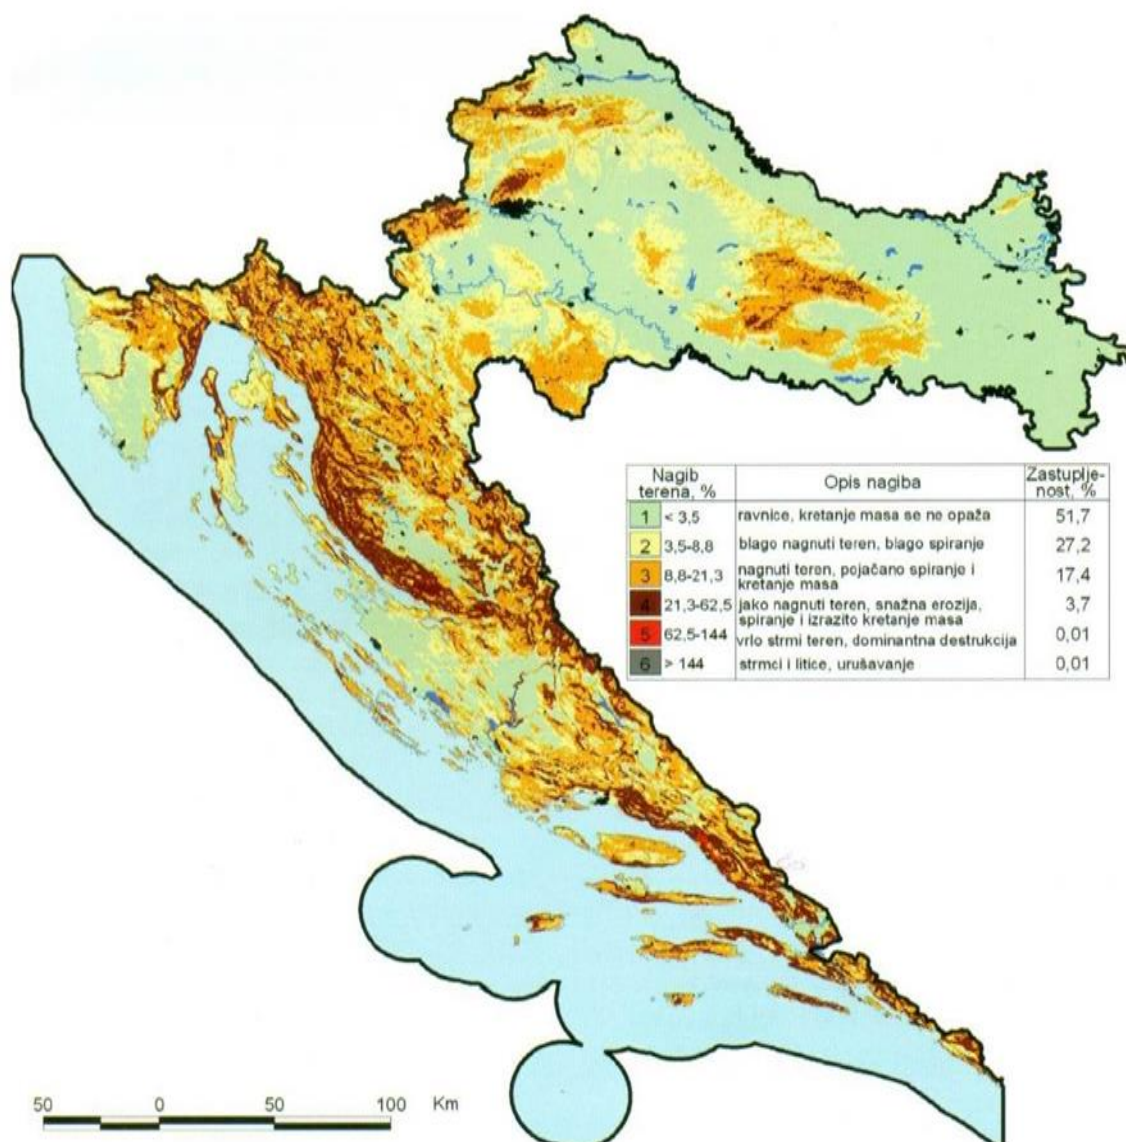 Nagib terena, % Opis nagiba Zastuplje-nost, %
1 < 3,5 ravnice, kretanje masa se ne opaža 51,7
2 3,5-8,8 blago nagnuti teren, blago spiranje 27,2
3 8,8-21,3 nagnuti teren, pojačano spiranje i kretanje masa 17,4
4 21,3-62,5 jako nagnuti teren, snažna erozija, spiranje i izrazito kretanje masa 3,7
5 62,5-144 vrlo strmi teren, dominantna destrukcija 0,01
6 > 144 strmci i litice, urušavanje 0,01
50 0 50 100 Km